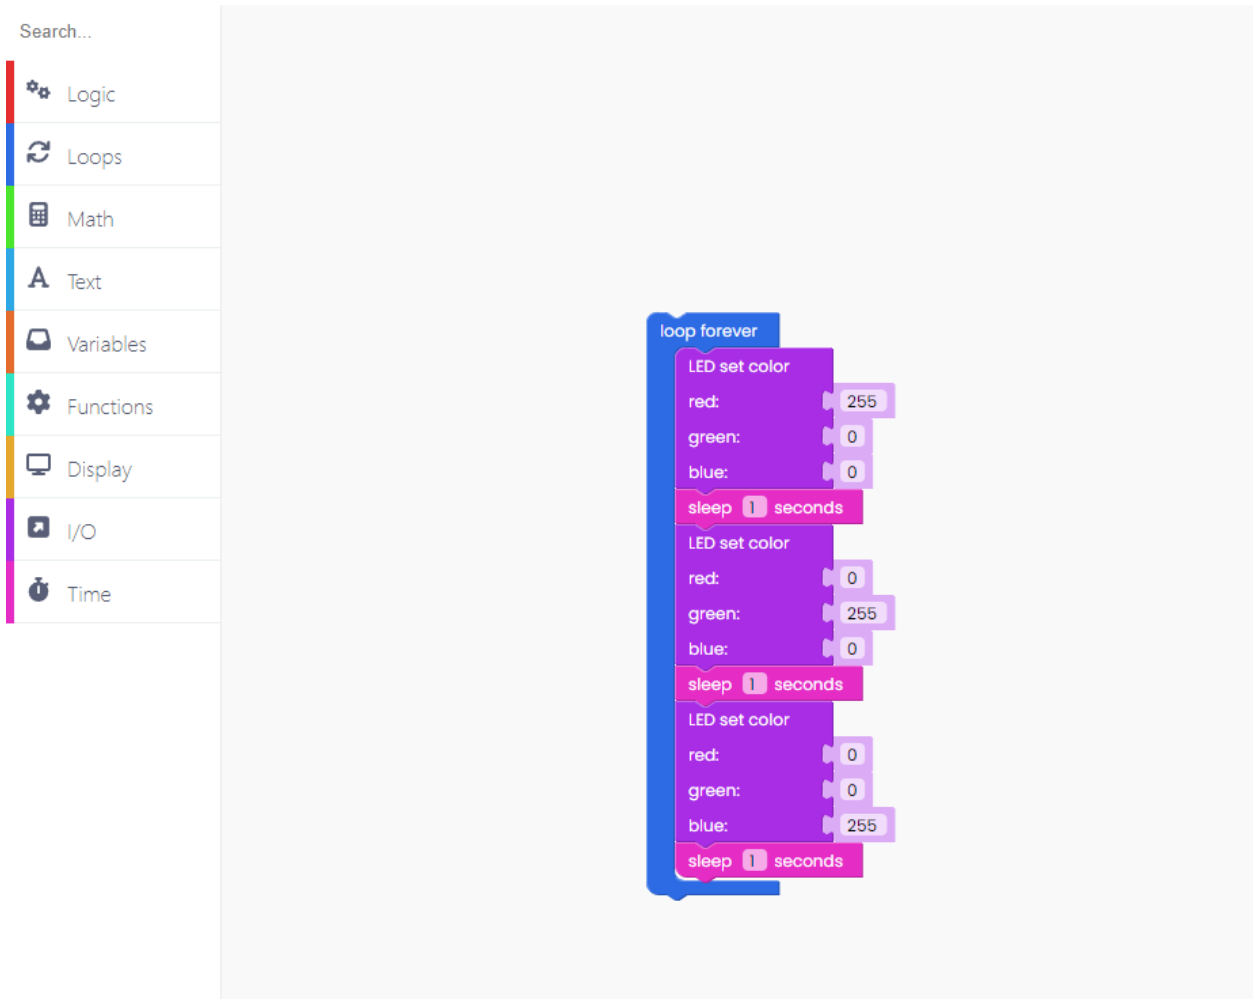 Search...
Logic
Loops
Math
Text
Variables
Functions
Display
I/O
Time
loop forever
LED set color
red: 255
green: 0
blue: 0
sleep 1 seconds
LED set color
red: 0
green: 255
blue: 0
sleep 1 seconds
LED set color
red: 0
green: 0
blue: 255
sleep 1 seconds